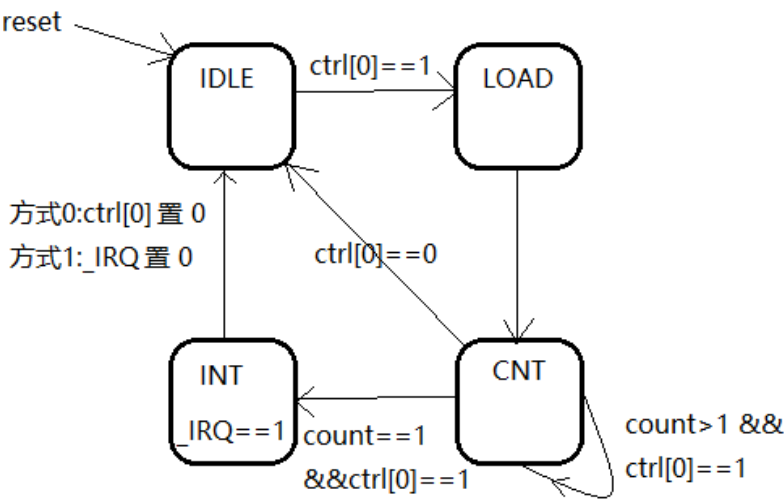 reset
IDLE
ctrl[0]==1
LOAD
方式0:ctrl[0] 置 0
方式1:_IRQ 置 0
ctrl[0]==0
INT
_IRQ==1
count==1
&&ctrl[0]==1
CNT
count>1 &&
ctrl[0]==1